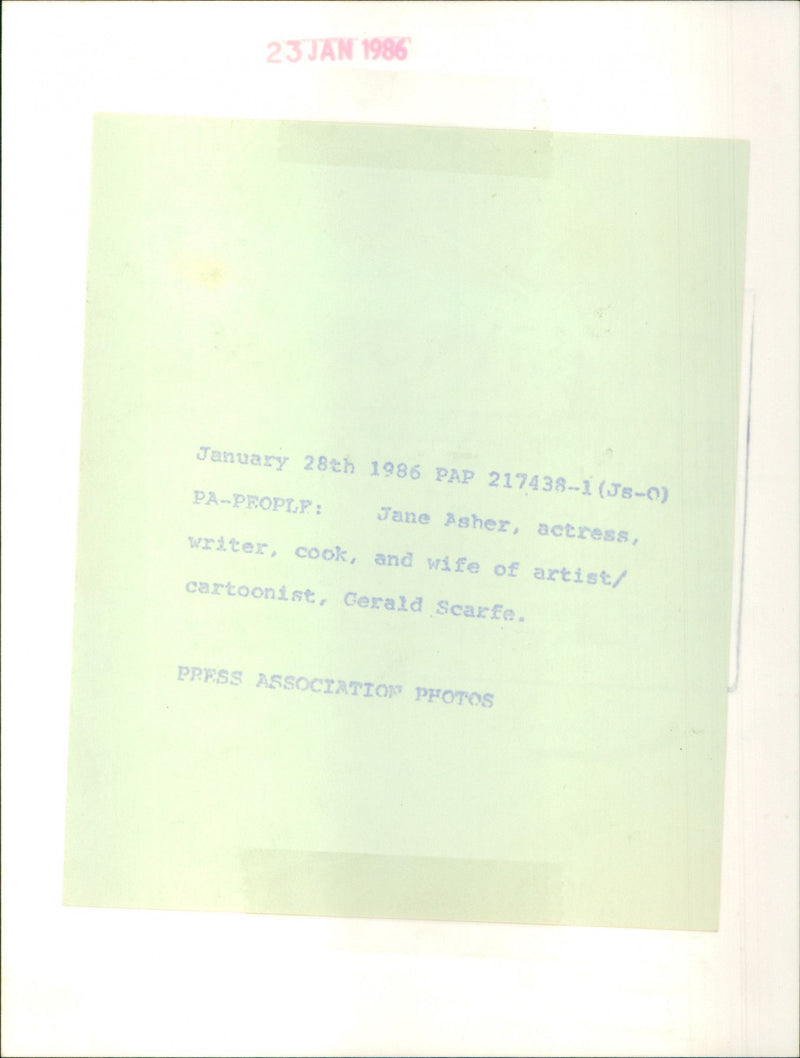 23 JAN 1986
January 28th 1986 PAP 217438-1(Js-O)
PA-PEOPLE: Jane Asher, actress,
writer, cook, and wife of artist/
cartoonist, Gerald Scarfe.
PRESS ASSOCIATION PHOTOS